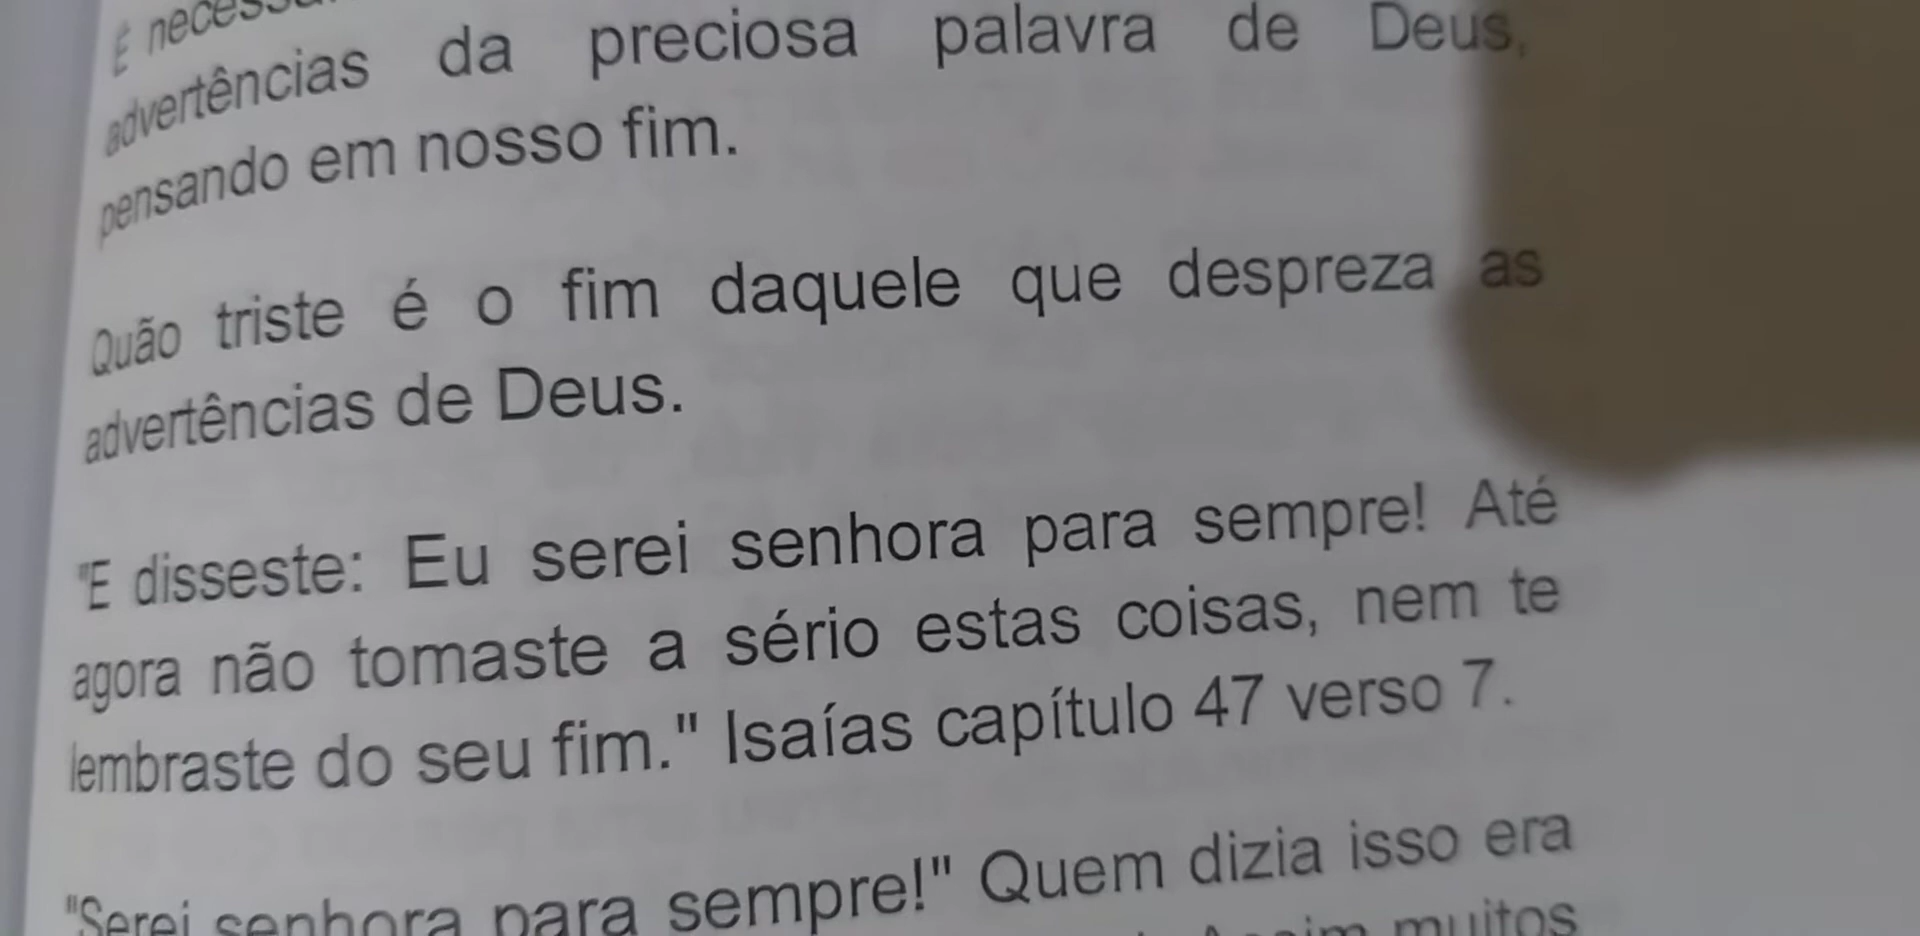 É
advertências da preciosa palavra de Deus,
pensando em nosso fim.
Quão triste é o fim daquele que despreza as
advertências de Deus.
"E disseste: Eu serei senhora para sempre! Até
agora não tomaste a sério estas coisas, nem te
lembraste do seu fim." Isaías capítulo 47 verso 7.
"Serei senhora para sempre!" Quem dizia isso era
muitos